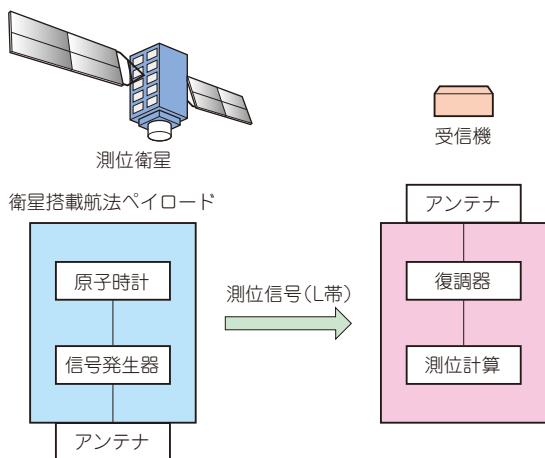 測位衛星
受信機
衛星搭載航法ペイロード
アンテナ
原子時計
測位信号(L帯)
復調器
信号発生器
測位計算
アンテナ